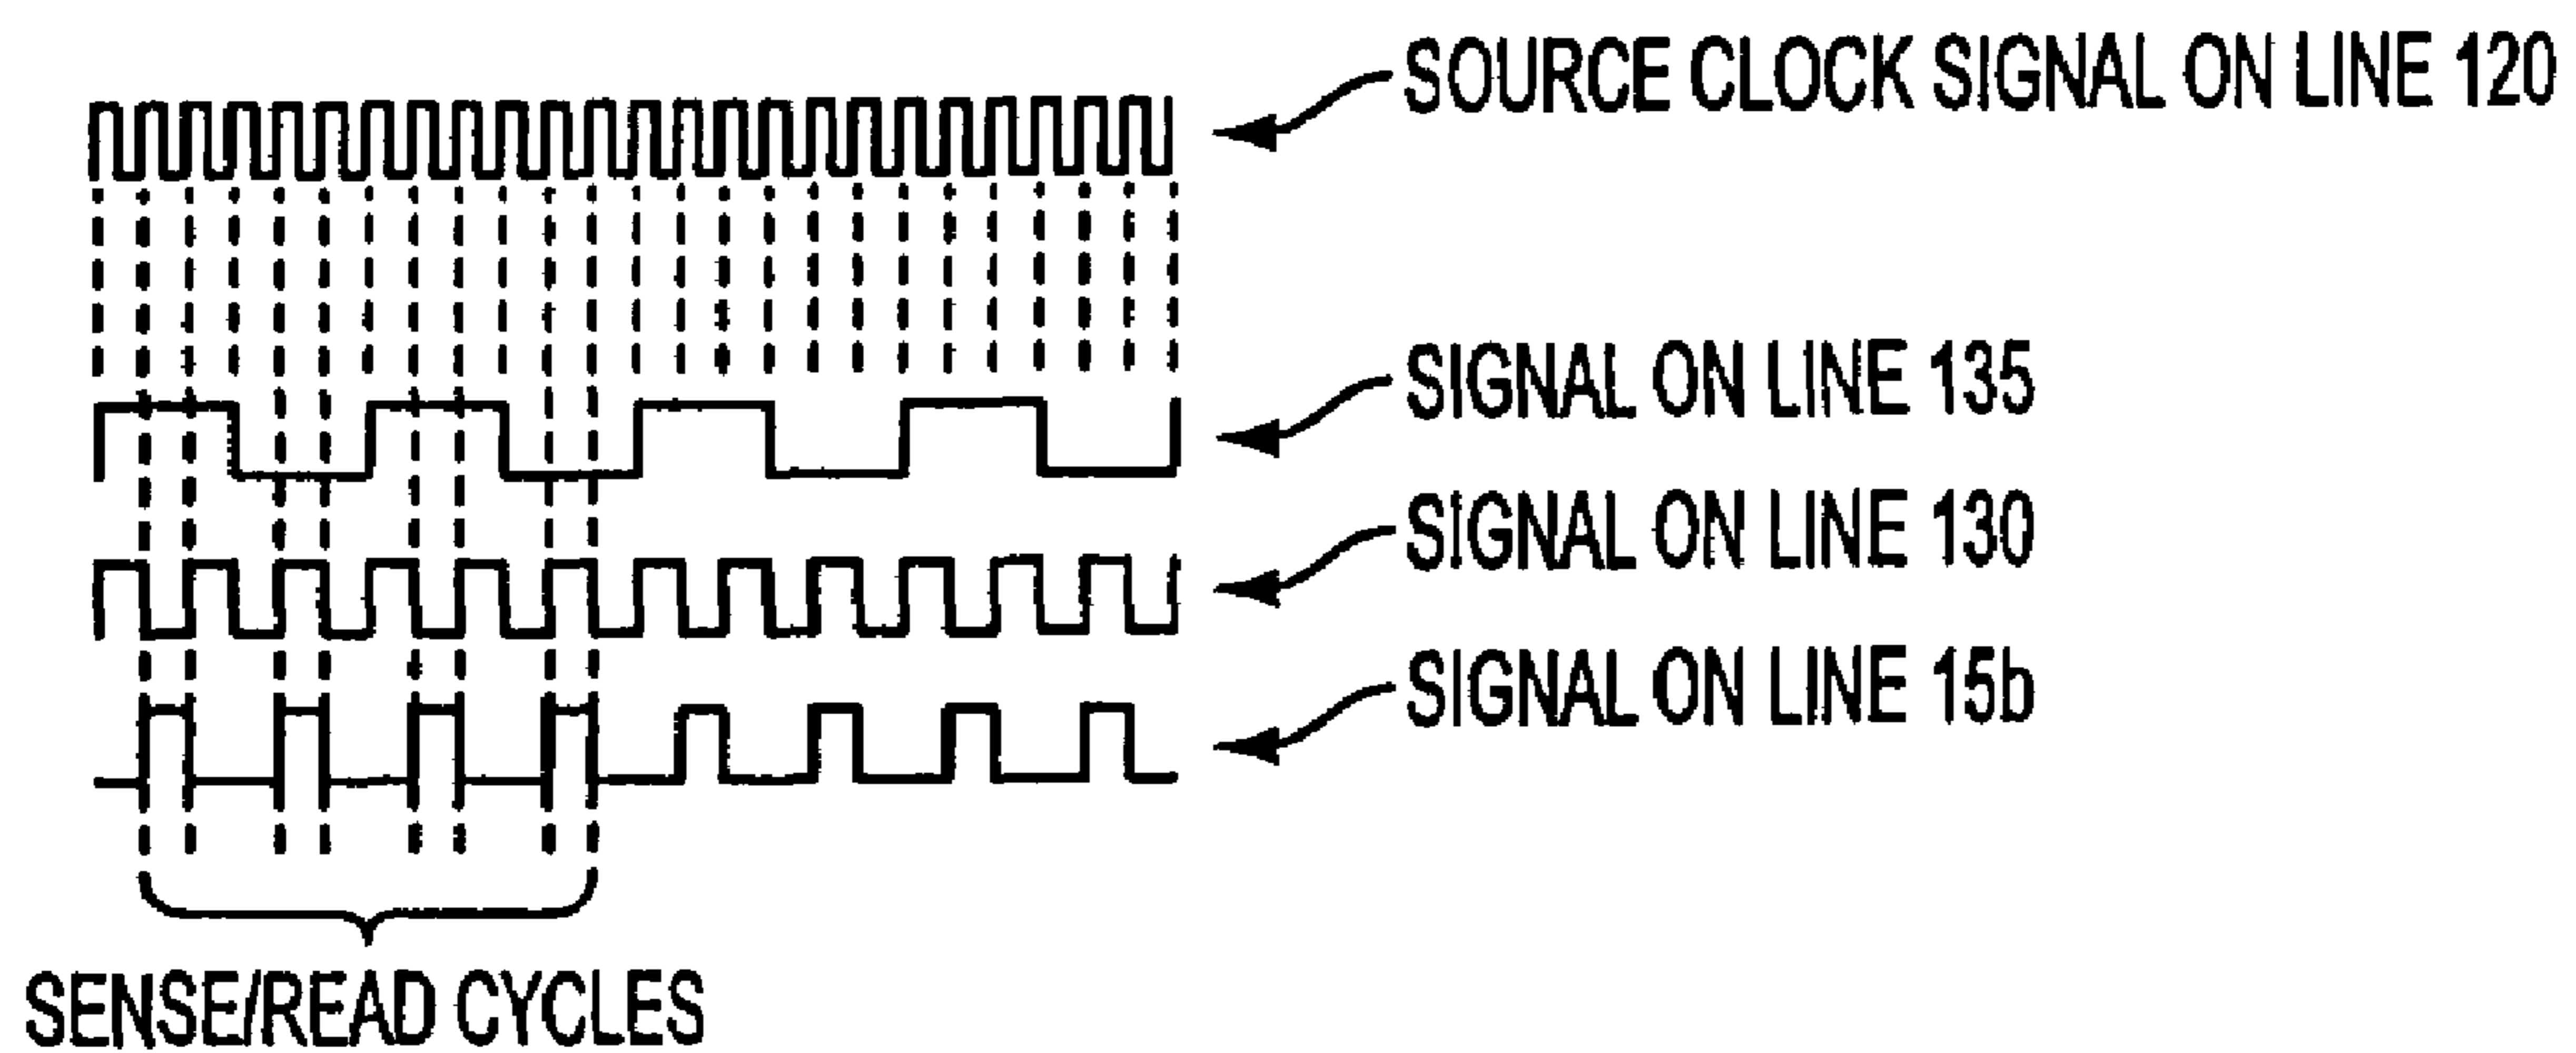 SOURCE CLOCK SIGNAL ON LINE 120
SIGNAL ON LINE 135
SIGNAL ON LINE 130
SIGNAL ON LINE 15b
SENSE/READ CYCLES